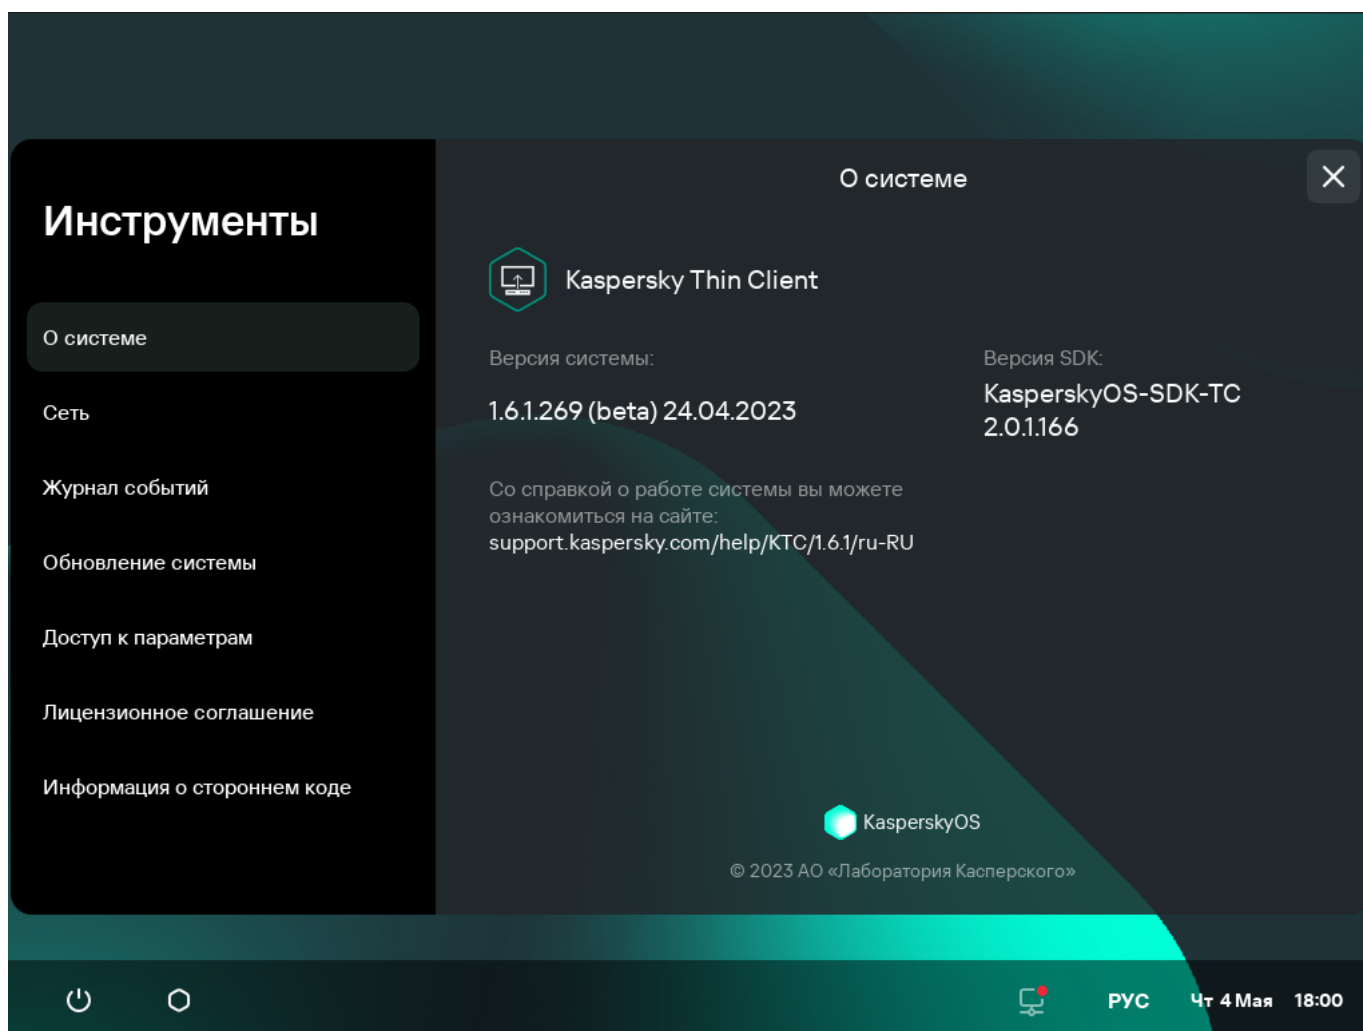 Инструменты
О системе
Сеть
Журнал событий
Обновление системы
Доступ к параметрам
Лицензионное соглашение
Информация о стороннем коде
О системе
Kaspersky Thin Client
Версия системы:
1.6.1.269 (beta) 24.04.2023
Версия SDK:
KasperskyOS-SDK-TC
2.0.1.166
Со справкой о работе системы вы можете
ознакомиться на сайте:
support.kaspersky.com/help/KTC/1.6.1/ru-RU
KasperskyOS
© 2023 АО «Лаборатория Касперского»
РУС Чт 4 Мая 18:00